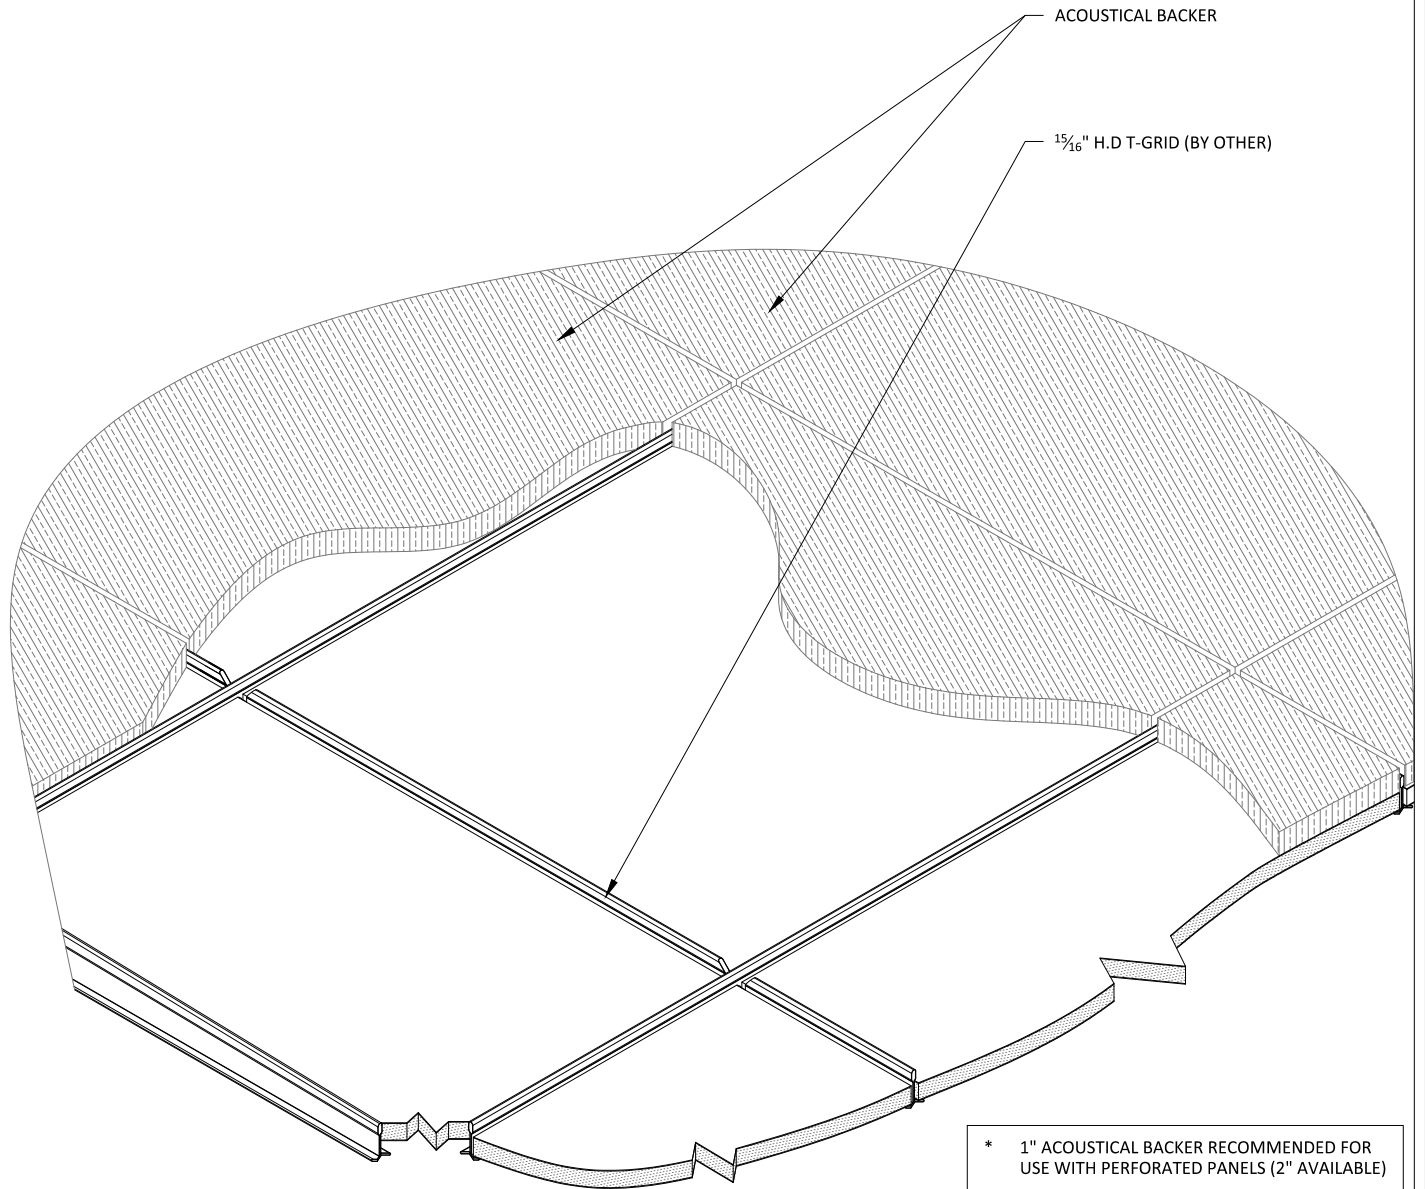 ACOUSTICAL BACKER
15/16" H.D T-GRID (BY OTHER)
* 1" ACOUSTICAL BACKER RECOMMENDED FOR
USE WITH PERFORATED PANELS (2" AVAILABLE)